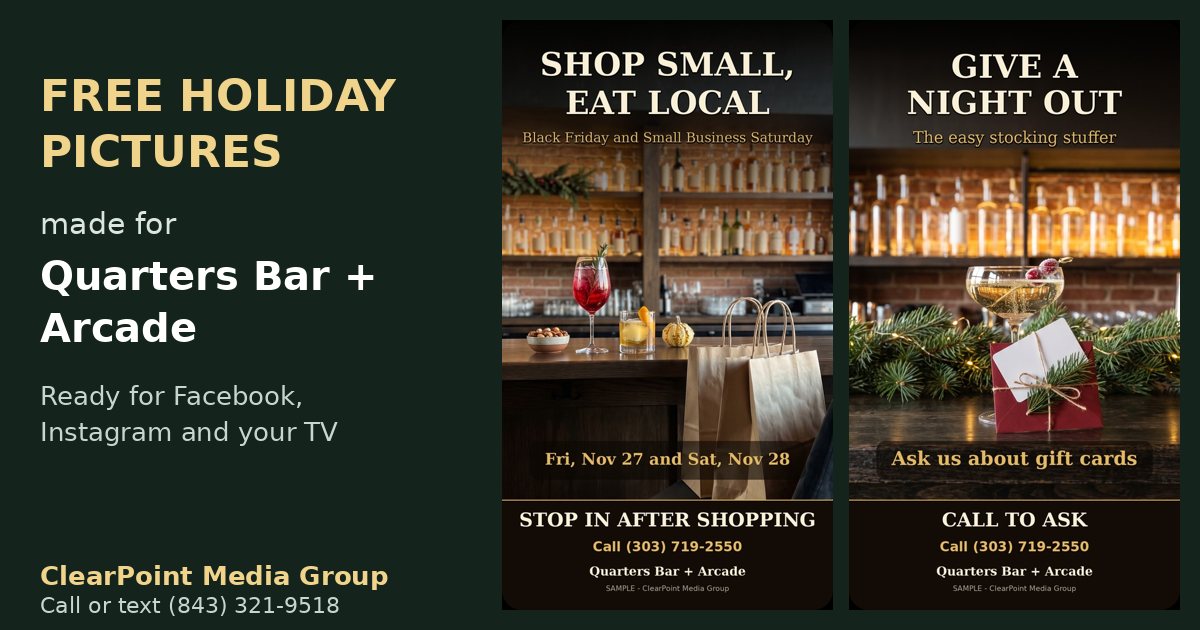 FREE HOLIDAY
PICTURES
made for
Quarters Bar +
Arcade
Ready for Facebook,
Instagram and your TV
ClearPoint Media Group
Call or text (843) 321-9518
SHOP SMALL,
EAT LOCAL
Black Friday and Small Business Saturday
Fri, Nov 27 and Sat, Nov 28
STOP IN AFTER SHOPPING
Call (303) 719-2550
Quarters Bar + Arcade
SAMPLE - ClearPoint Media Group
GIVE A
NIGHT OUT
The easy stocking stuffer
Ask us about gift cards
CALL TO ASK
Call (303) 719-2550
Quarters Bar + Arcade
SAMPLE - ClearPoint Media Group